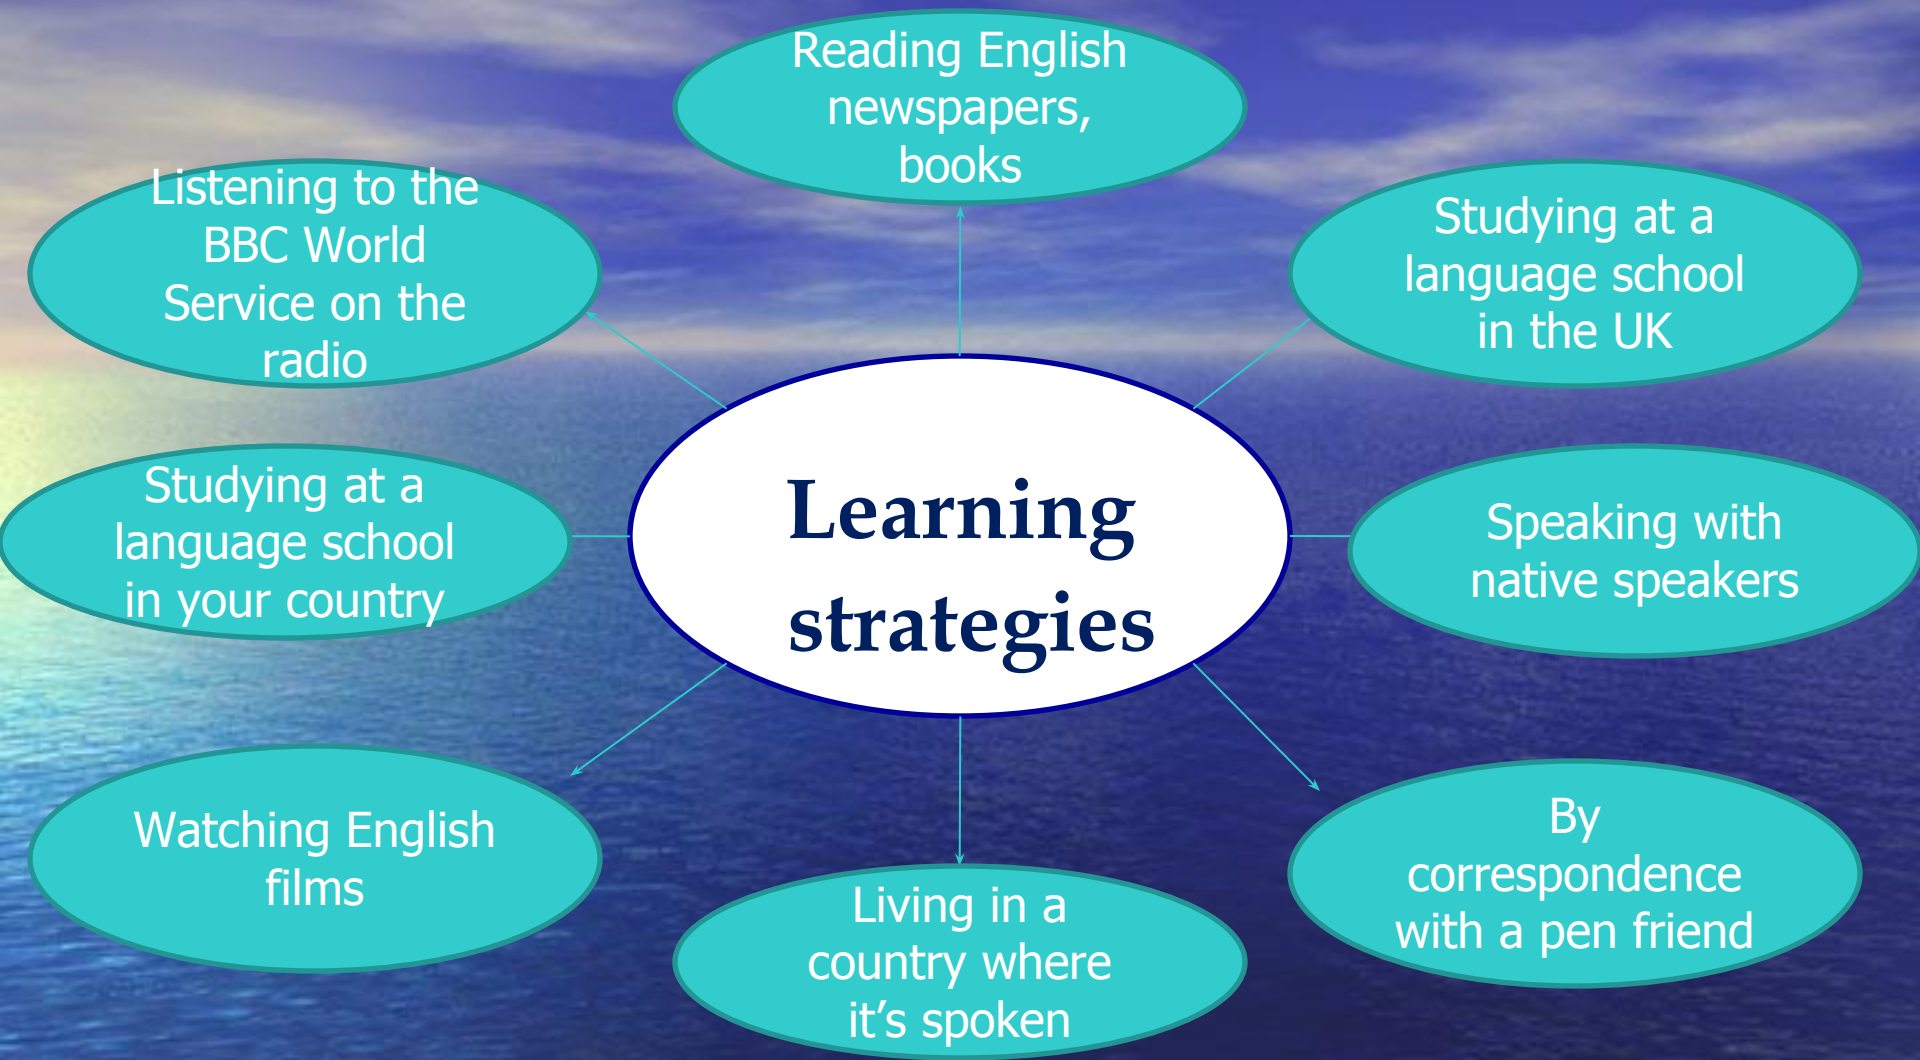 Reading English
newspapers,
books
Listening to the
BBC World
Service on the
radio
Studying at a
language school
in the UK
Studying at a
language school
in your country
Learning
strategies
Speaking with
native speakers
Watching English
films
Living in a
country where
it’s spoken
By
correspondence
with a pen friend